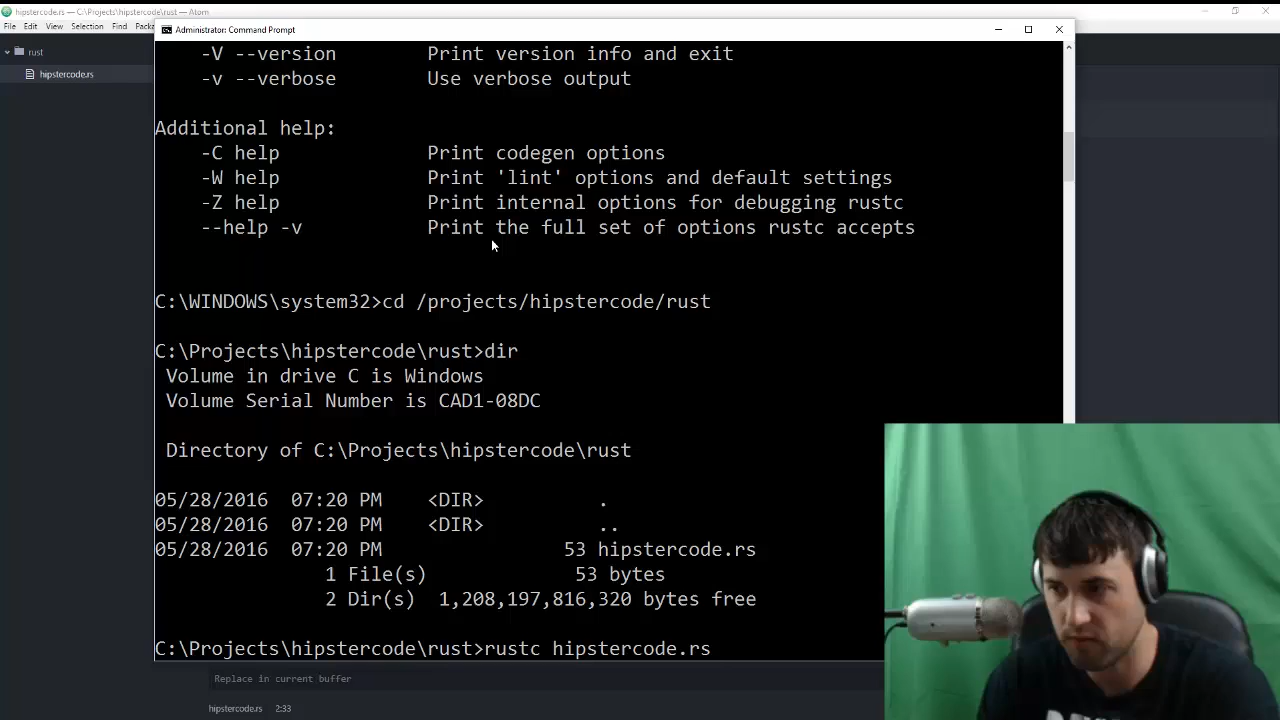 hipstercode.rs — C:\Projects\hipstercode\rust — Atom
File Edit View Selection Find
rust
hipstercode.rs
Administrator: Command Prompt
-V --version Print version info and exit
-v --verbose Use verbose output
Additional help:
-C help Print codegen options
-W help Print 'lint' options and default settings
-Z help Print internal options for debugging rustc
--help -v Print the full set of options rustc accepts
C:\WINDOWS\system32>cd /projects/hipstercode/rust
C:\Projects\hipstercode\rust>dir
Volume in drive C is Windows
Volume Serial Number is CAD1-08DC
Directory of C:\Projects\hipstercode\rust
05/28/2016 07:20 PM <DIR> .
05/28/2016 07:20 PM <DIR> ..
05/28/2016 07:20 PM 53 hipstercode.rs
1 File(s) 53 bytes
2 Dir(s) 1,208,197,816,320 bytes free
C:\Projects\hipstercode\rust>rustc hipstercode.rs
Replace in current buffer
hipstercode.rs 2:33